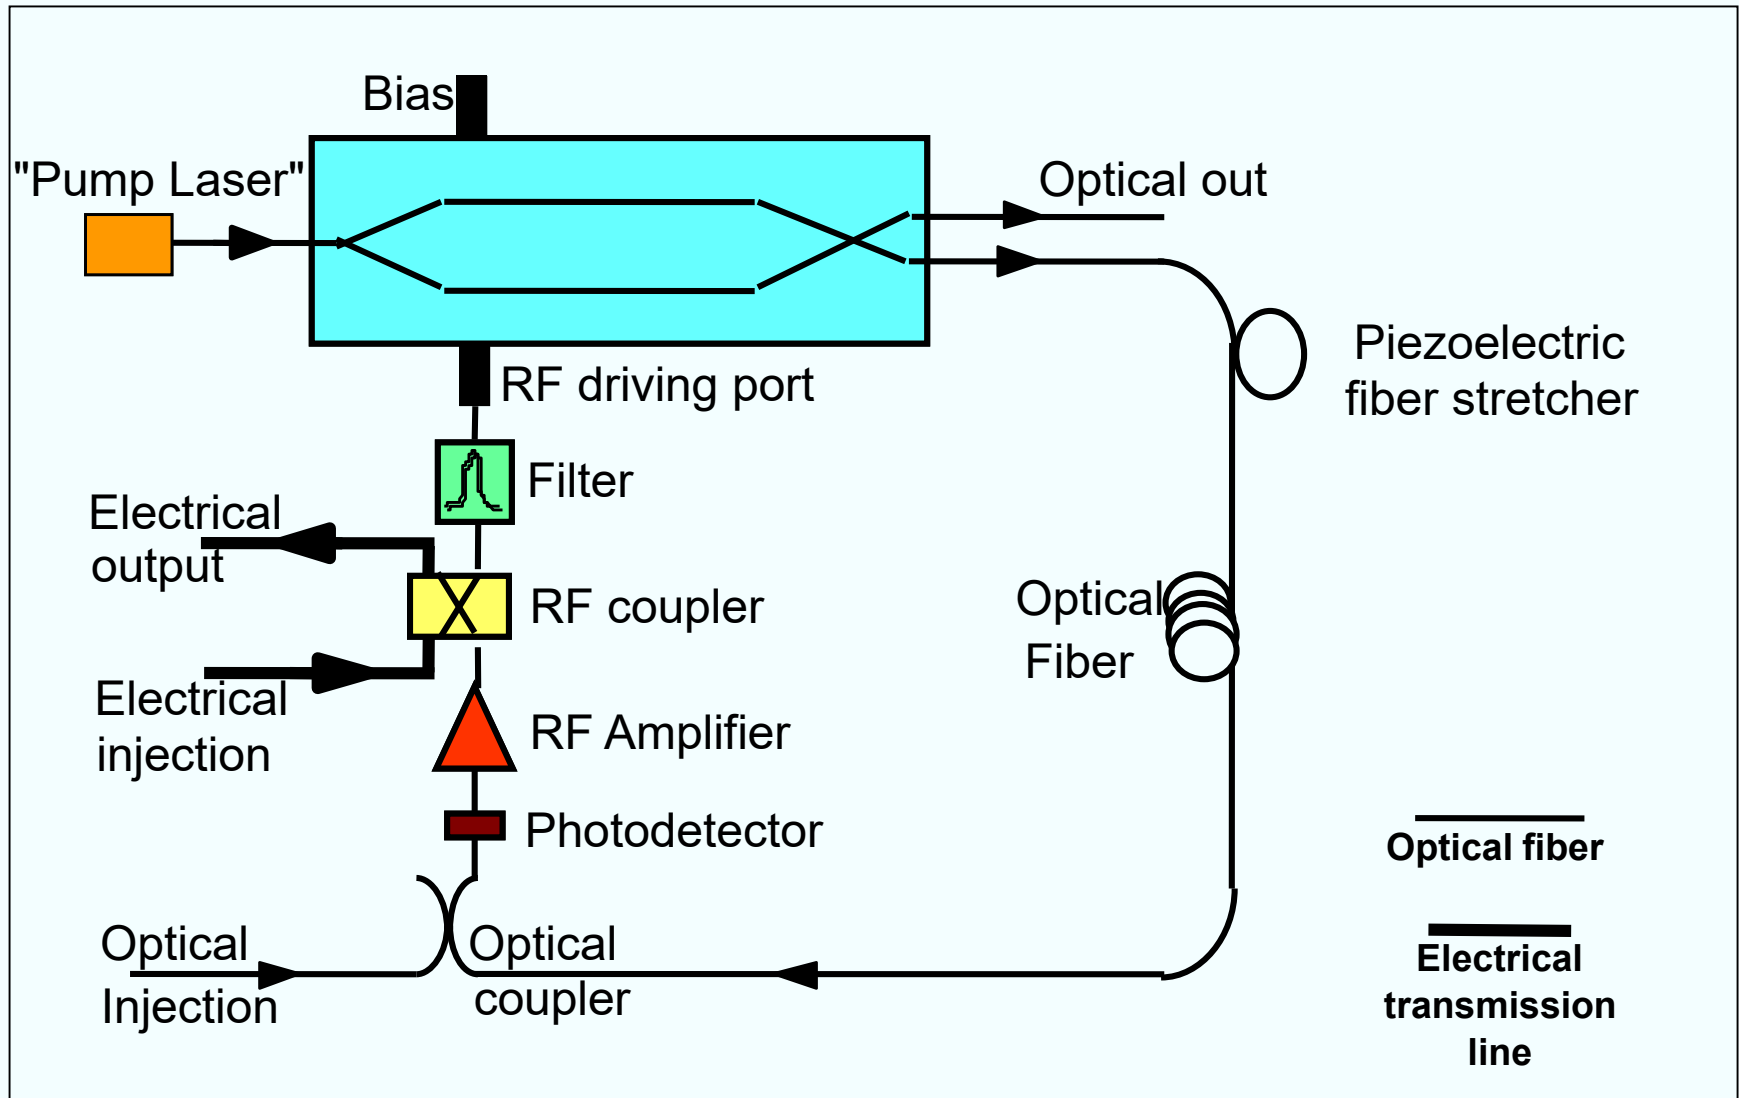 Bias
"Pump Laser"
Optical out
Piezoelectric
fiber stretcher
RF driving port
Filter
Electrical
output
RF coupler
Optical
Fiber
Electrical
injection
RF Amplifier
Photodetector
Optical
Injection
Optical
coupler
Optical fiber
Electrical
transmission
line